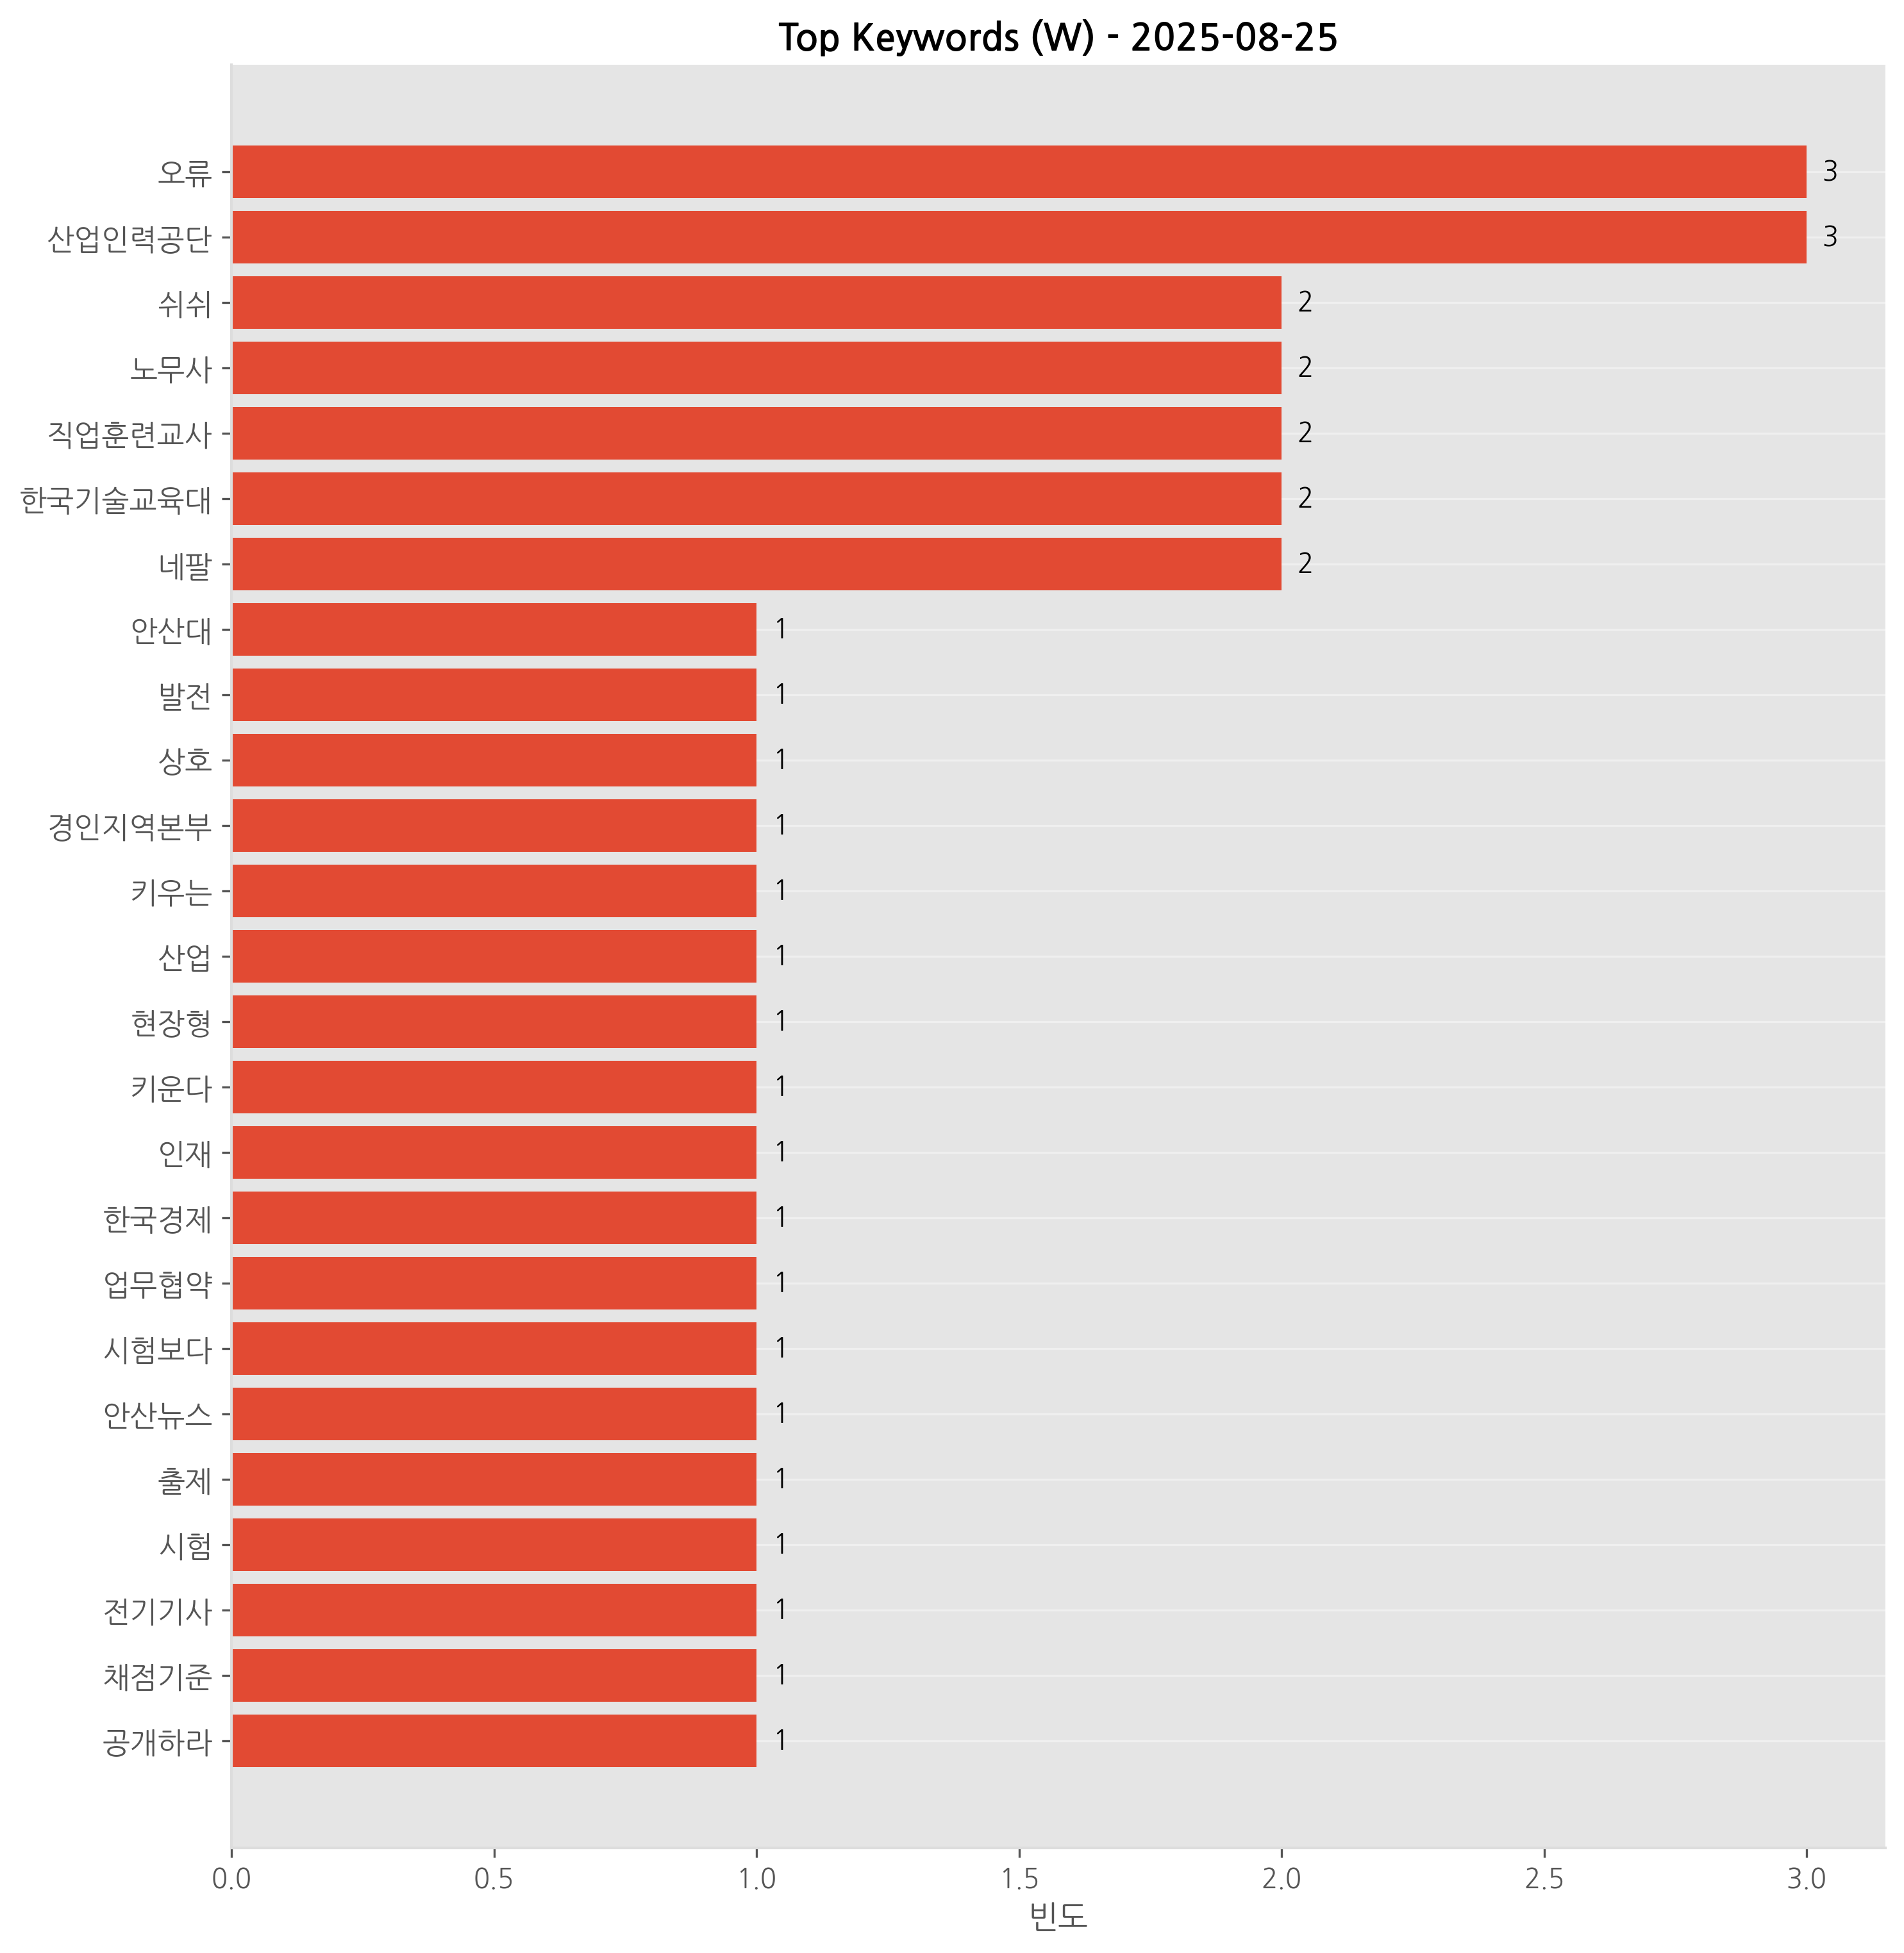 Top Keywords (W) - 2025-08-25
오류 3
산업인력공단 3
쉬쉬 2
노무사 2
직업훈련교사 2
한국기술교육대 2
네팔 2
안산대 1
발전 1
상호 1
경인지역본부 1
키우는 1
산업 1
현장형 1
키운다 1
인재 1
한국경제 1
업무협약 1
시험보다 1
안산뉴스 1
출제 1
시험 1
전기기사 1
채점기준 1
공개하라 1
0.0 0.5 1.0 1.5 2.0 2.5 3.0
빈도